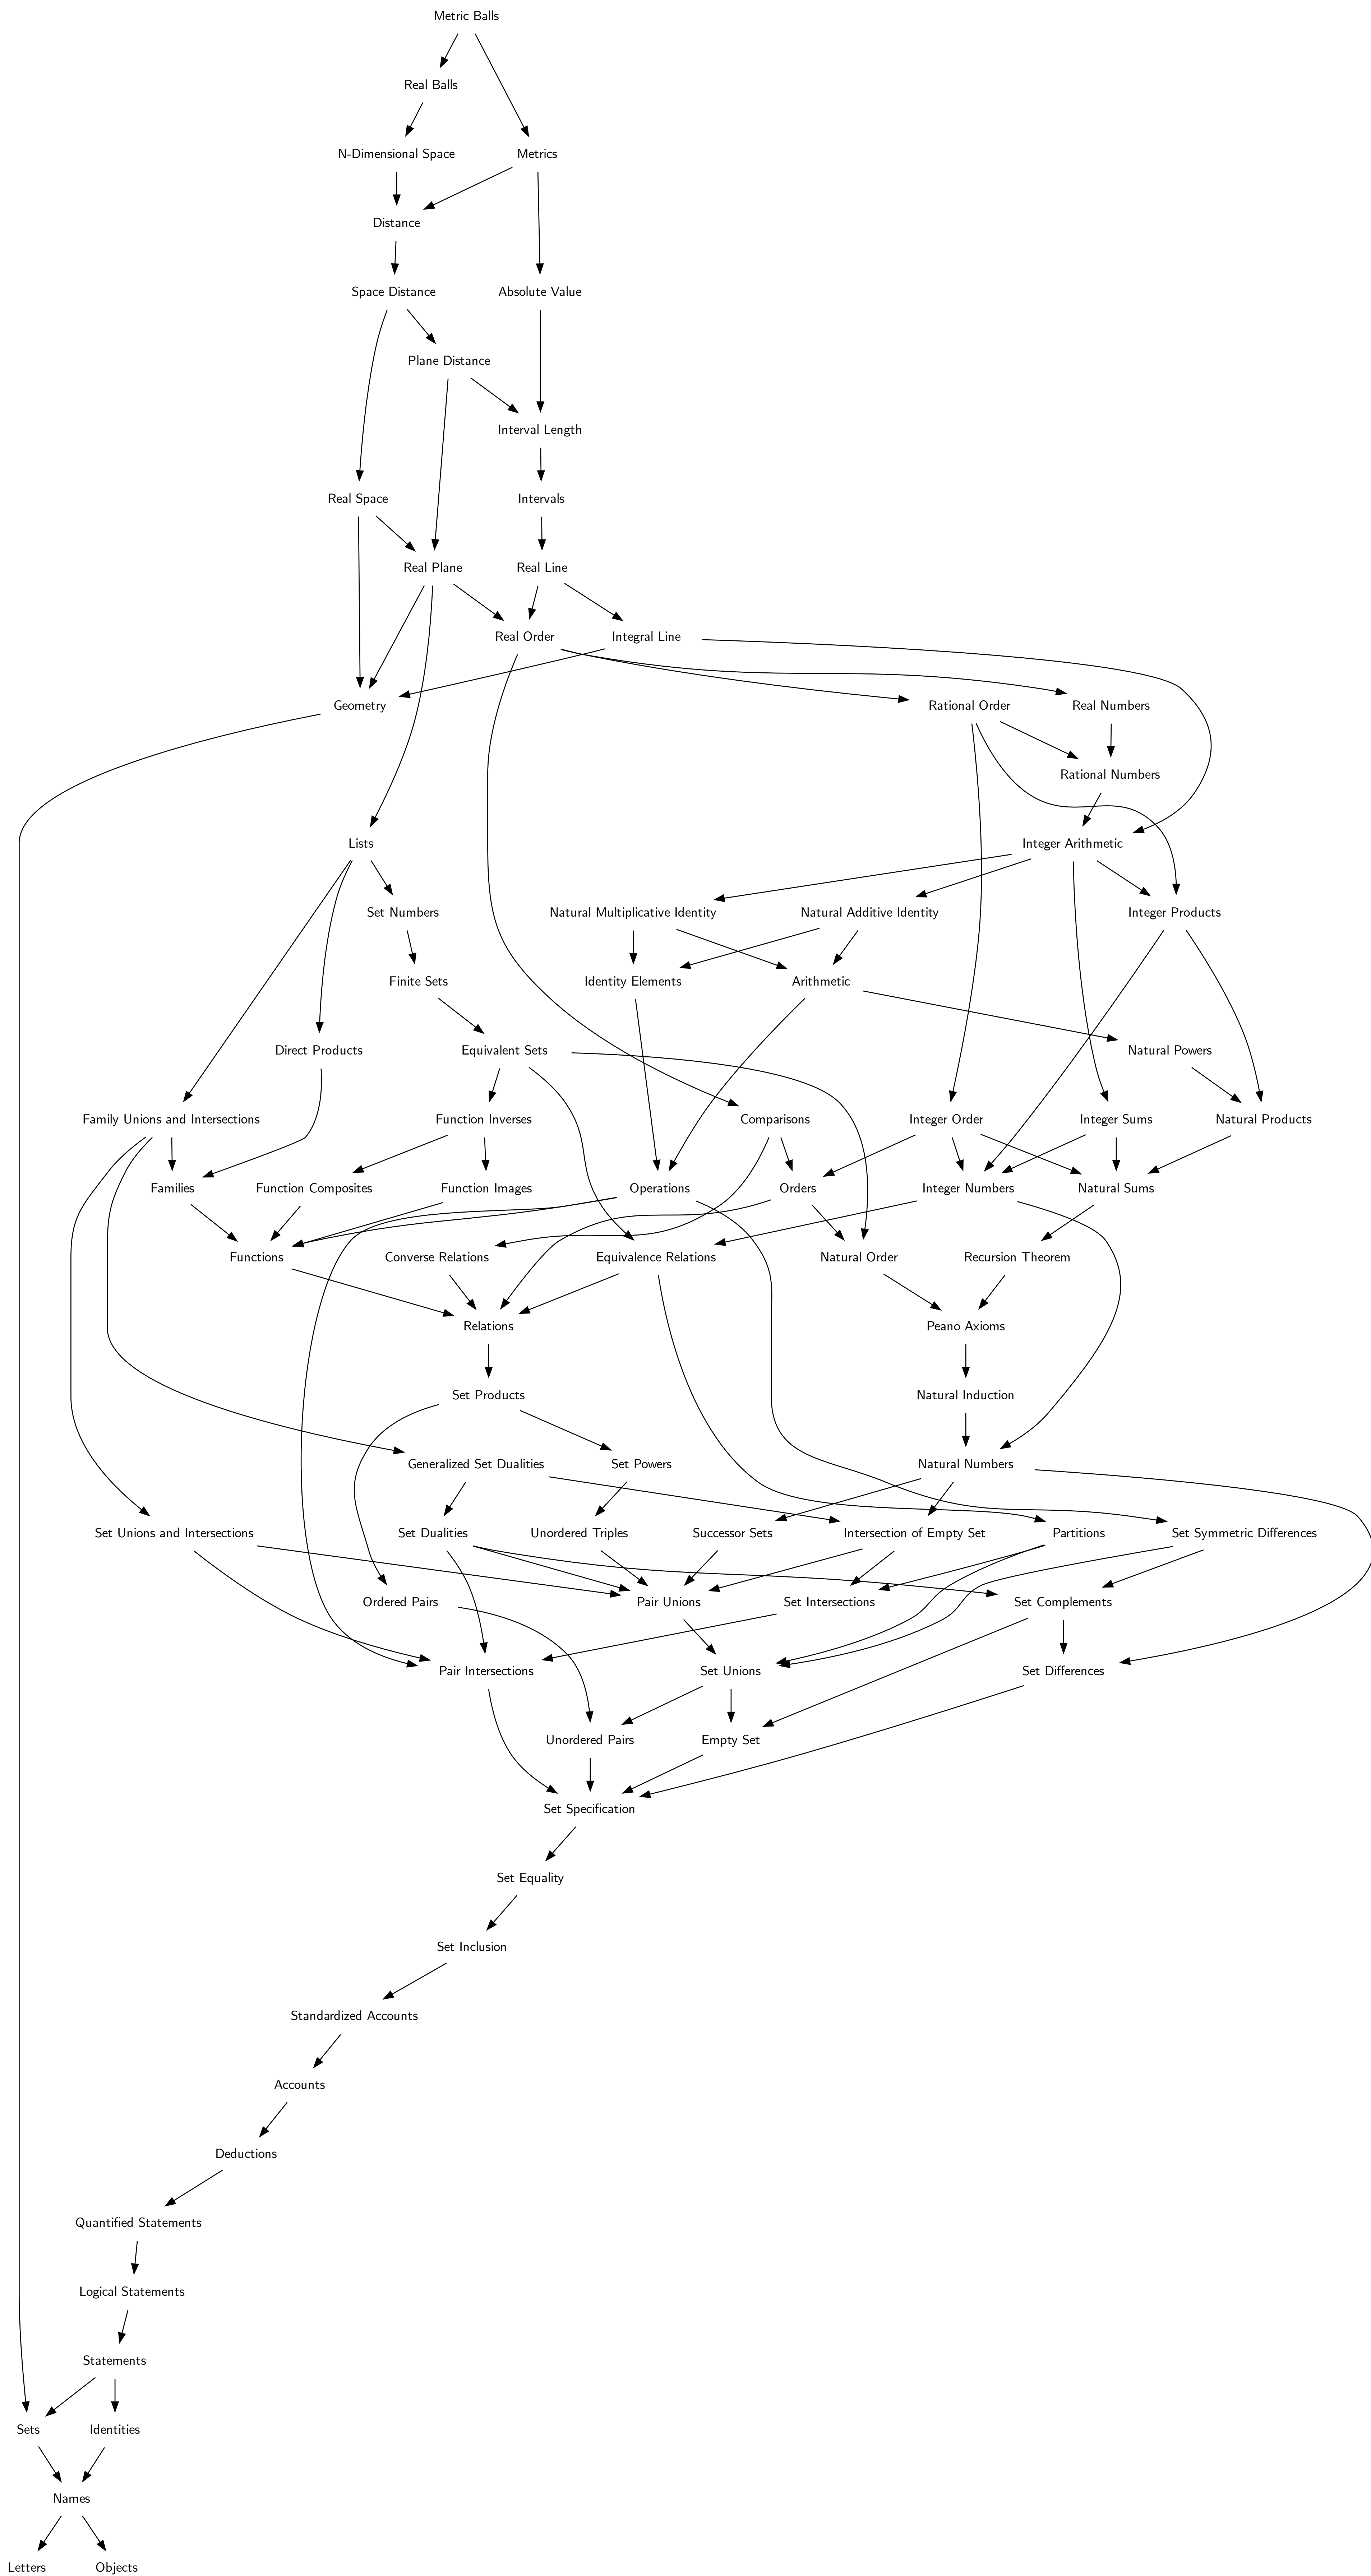 Metric Balls
Real Balls
N-Dimensional Space
Metrics
Distance
Space Distance
Absolute Value
Plane Distance
Interval Length
Real Space
Intervals
Real Plane
Real Line
Real Order
Integral Line
Geometry
Rational Order
Real Numbers
Rational Numbers
Lists
Integer Arithmetic
Set Numbers
Natural Multiplicative Identity
Natural Additive Identity
Integer Products
Finite Sets
Identity Elements
Arithmetic
Direct Products
Equivalent Sets
Natural Powers
Family Unions and Intersections
Function Inverses
Comparisons
Integer Order
Integer Sums
Natural Products
Families
Function Composites
Function Images
Operations
Orders
Integer Numbers
Natural Sums
Functions
Converse Relations
Equivalence Relations
Natural Order
Recursion Theorem
Relations
Peano Axioms
Set Products
Natural Induction
Generalized Set Dualities
Set Powers
Natural Numbers
Set Unions and Intersections
Set Dualities
Unordered Triples
Successor Sets
Intersection of Empty Set
Partitions
Set Symmetric Differences
Ordered Pairs
Pair Unions
Set Intersections
Set Complements
Pair Intersections
Set Unions
Set Differences
Unordered Pairs
Empty Set
Set Specification
Set Equality
Set Inclusion
Standardized Accounts
Accounts
Deductions
Quantified Statements
Logical Statements
Statements
Sets
Identities
Names
Letters
Objects